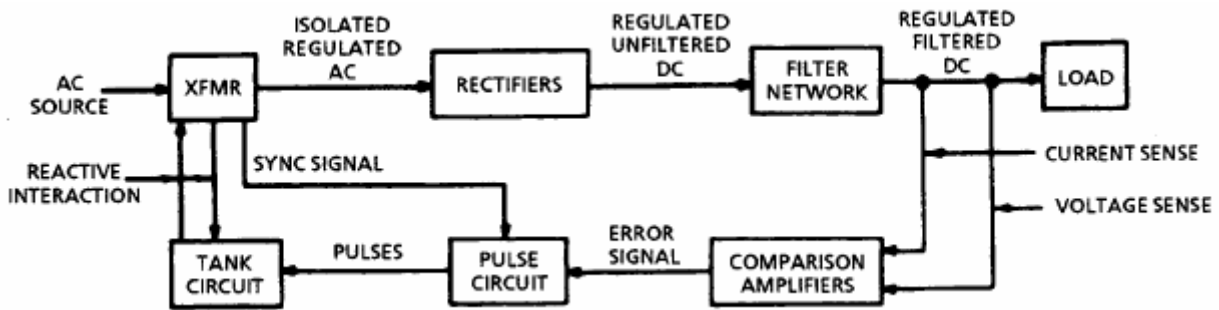 ISOLATED
REGULATED
AC
REGULATED
UNFILTERED
DC
REGULATED
FILTERED
DC
AC
SOURCE
XFMR
RECTIFIERS
FILTER
NETWORK
LOAD
REACTIVE
INTERACTION
SYNC SIGNAL
CURRENT SENSE
VOLTAGE SENSE
TANK
CIRCUIT
PULSES
PULSE
CIRCUIT
ERROR
SIGNAL
COMPARISON
AMPLIFIERS